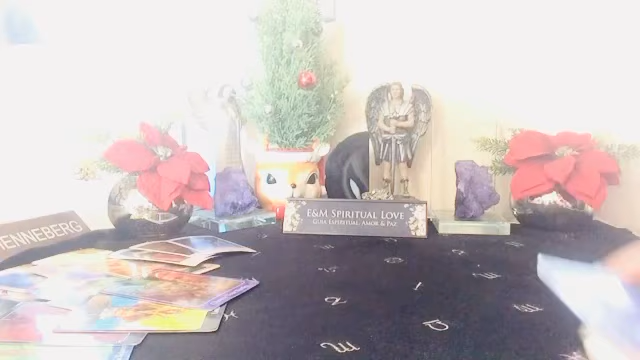 ENNEBERG
E&M SPIRITUAL LOVE
GUIA ESPIRITUAL, AMOR & PAZ